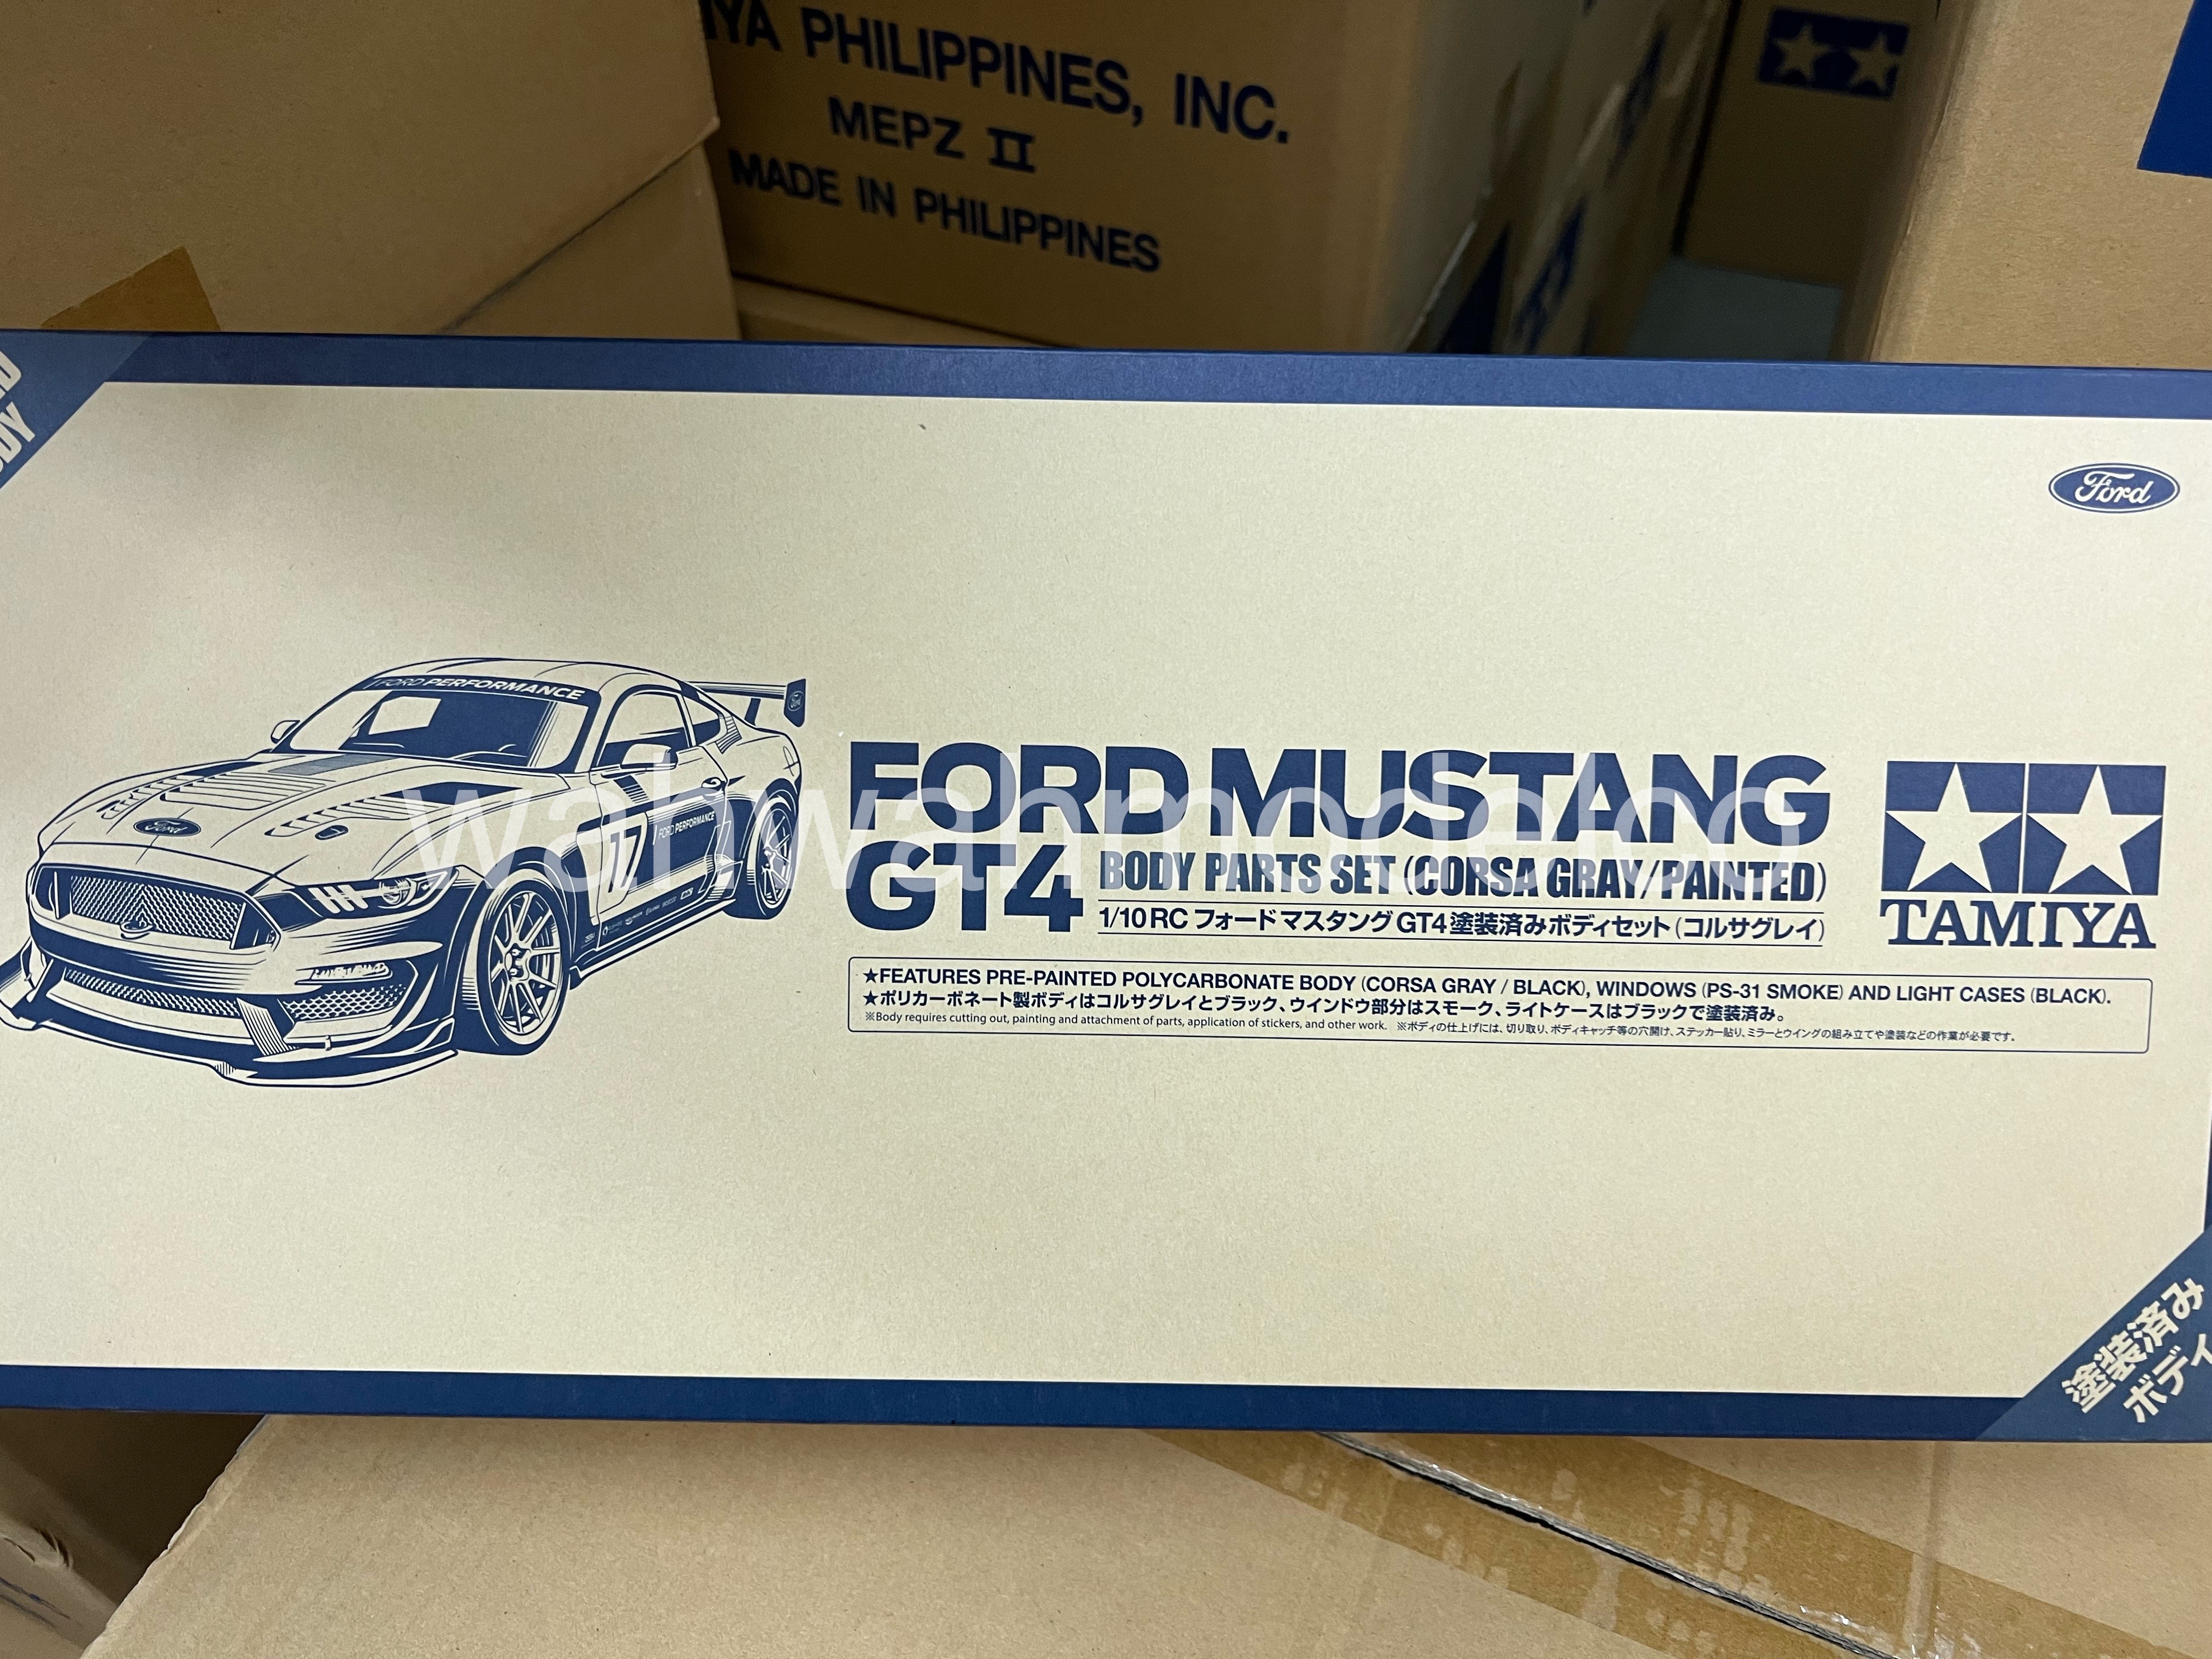 PHILIPPINES, INC.
MEPZ II
MADE IN PHILIPPINES
Ford
FORD PERFORMANCE
Ford
17
FORD PERFORMANCE
FORD MUSTANG
GT4
BODY PARTS SET (CORSA GRAY/PAINTED)
1/10 RC フォード マスタング GT4 塗装済みボディセット (コルサグレイ)
TAMIYA
★FEATURES PRE-PAINTED POLYCARBONATE BODY (CORSA GRAY / BLACK), WINDOWS (PS-31 SMOKE) AND LIGHT CASES (BLACK).
★ポリカーボネート製ボディはコルサグレイとブラック、ウインドウ部分はスモーク、ライトケースはブラックで塗装済み。
※Body requires cutting out, painting and attachment of parts, application of stickers, and other work. ※ボディの仕上げには、切り取り、ボディキャッチ等の穴開け、ステッカー貼り、ミラーとウイングの組み立てや塗装などの作業が必要です。
塗装済み
ボディ
wahwahmodelco